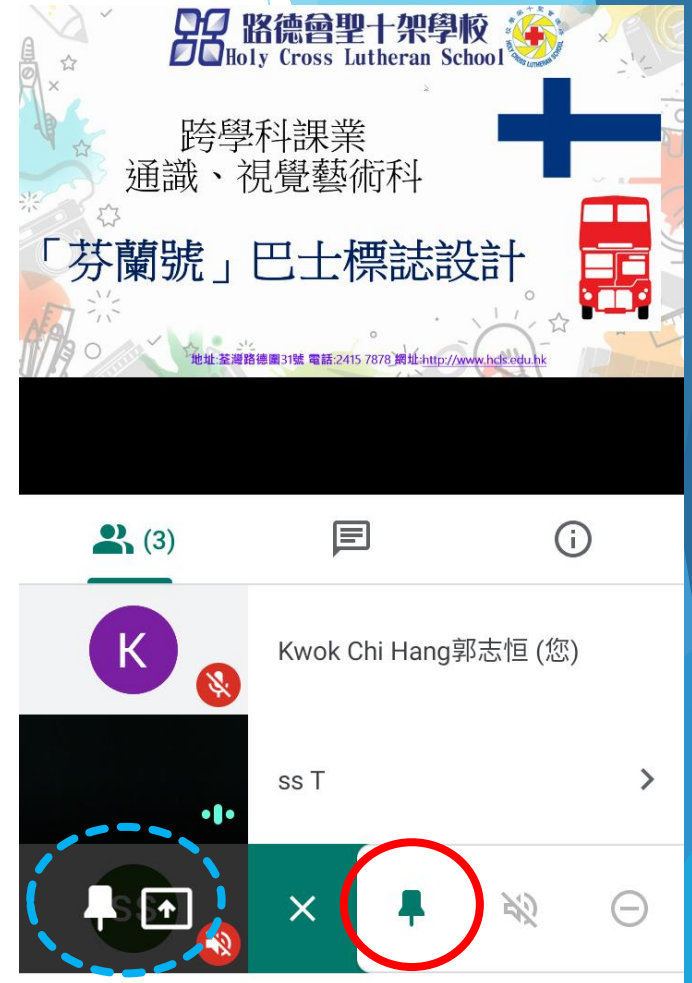 路德會聖十架學校
Holy Cross Lutheran School
跨學科課業
通識、視覺藝術科
「芬蘭號」巴士標誌設計
地址:荃灣路德圍31號 電話:2415 7878 網址:http://www.hcls.edu.hk
(3)
K
Kwok Chi Hang郭志恒 (您)
ss T